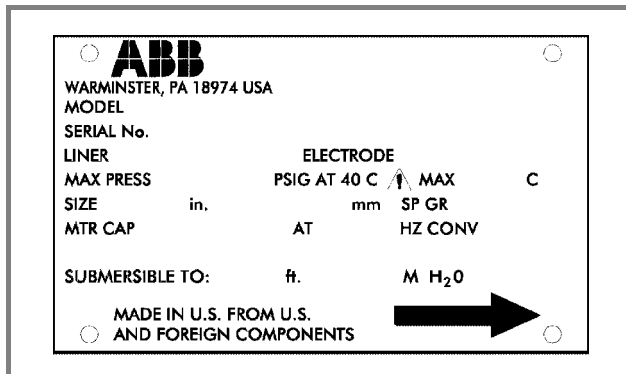 ABB
WARMINSTER, PA 18974 USA
MODEL
SERIAL No.
LINER ELECTRODE
MAX PRESS PSIG AT 40 C MAX C
SIZE in. mm SP GR
MTR CAP AT HZ CONV
SUBMERSIBLE TO: ft. M H₂0
MADE IN U.S. FROM U.S.
AND FOREIGN COMPONENTS